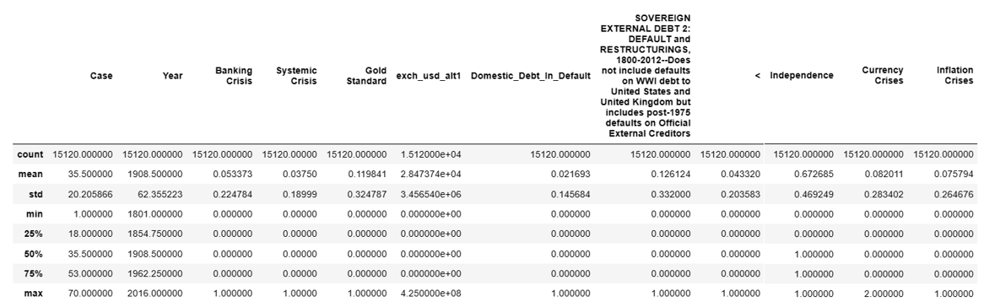 Case Year Banking Crisis Systemic Crisis Gold Standard exch_usd_alt1 Domestic_Debt_In_Default SOVEREIGN EXTERNAL DEBT 2: DEFAULT and RESTRUCTURINGS, 1800-2012--Does not include defaults on WWI debt to United States and United Kingdom but includes post-1975 defaults on Official External Creditors < Independence Currency Crises Inflation Crises
count 15120.000000 15120.000000 15120.000000 15120.00000 15120.000000 1.512000e+04 15120.000000 15120.000000 15120.000000 15120.000000 15120.000000 15120.000000
mean 35.500000 1908.500000 0.053373 0.03750 0.119841 2.847374e+04 0.021693 0.126124 0.043320 0.672685 0.082011 0.075794
std 20.205866 62.355223 0.224784 0.18999 0.324787 3.456540e+06 0.145684 0.332000 0.203583 0.469249 0.283402 0.264676
min 1.000000 1801.000000 0.000000 0.00000 0.000000 0.000000e+00 0.000000 0.000000 0.000000 0.000000 0.000000 0.000000
25% 18.000000 1854.750000 0.000000 0.00000 0.000000 0.000000e+00 0.000000 0.000000 0.000000 0.000000 0.000000 0.000000
50% 35.500000 1908.500000 0.000000 0.00000 0.000000 0.000000e+00 0.000000 0.000000 0.000000 1.000000 0.000000 0.000000
75% 53.000000 1962.250000 0.000000 0.00000 0.000000 0.000000e+00 0.000000 0.000000 0.000000 1.000000 0.000000 0.000000
max 70.000000 2016.000000 1.000000 1.00000 1.000000 4.250000e+08 1.000000 1.000000 1.000000 1.000000 2.000000 1.000000